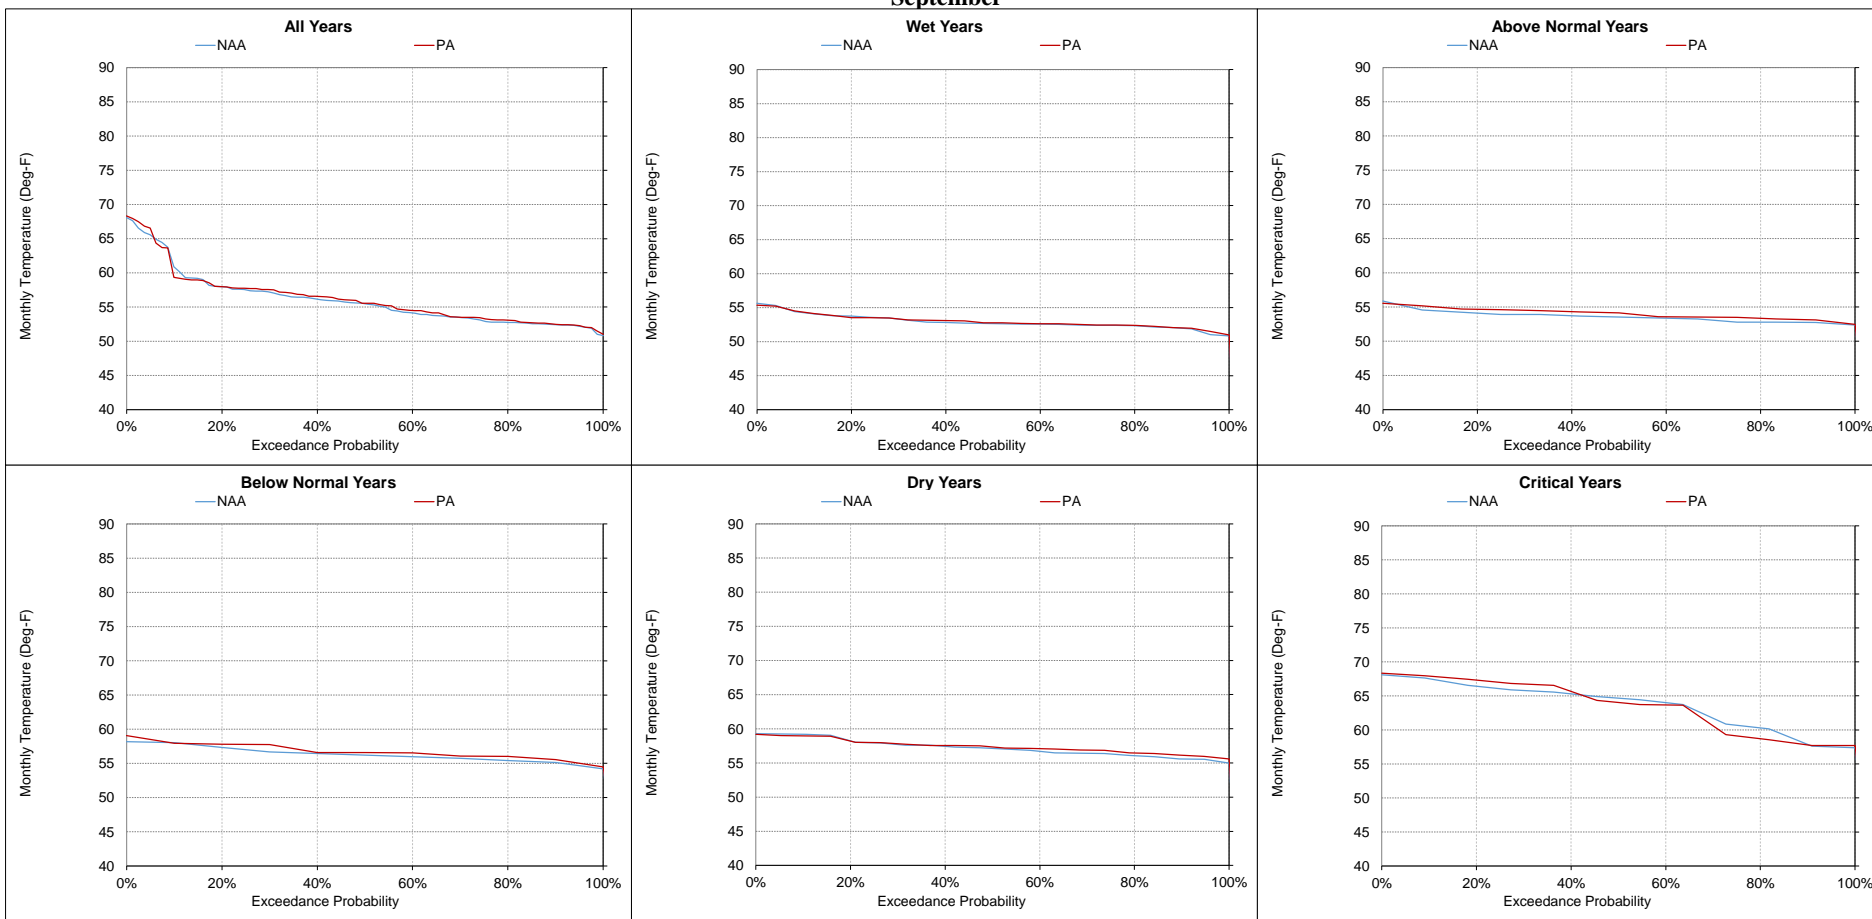 September
All Years
NAA PA
Monthly Temperature (Deg-F)
90
85
80
75
70
65
60
55
50
45
40
0% 20% 40% 60% 80% 100%
Exceedance Probability
Wet Years
NAA PA
Monthly Temperature (Deg-F)
90
85
80
75
70
65
60
55
50
45
40
0% 20% 40% 60% 80% 100%
Exceedance Probability
Above Normal Years
NAA PA
Monthly Temperature (Deg-F)
90
85
80
75
70
65
60
55
50
45
40
0% 20% 40% 60% 80% 100%
Exceedance Probability
Below Normal Years
NAA PA
Monthly Temperature (Deg-F)
90
85
80
75
70
65
60
55
50
45
40
0% 20% 40% 60% 80% 100%
Exceedance Probability
Dry Years
NAA PA
Monthly Temperature (Deg-F)
90
85
80
75
70
65
60
55
50
45
40
0% 20% 40% 60% 80% 100%
Exceedance Probability
Critical Years
NAA PA
Monthly Temperature (Deg-F)
90
85
80
75
70
65
60
55
50
45
40
0% 20% 40% 60% 80% 100%
Exceedance Probability